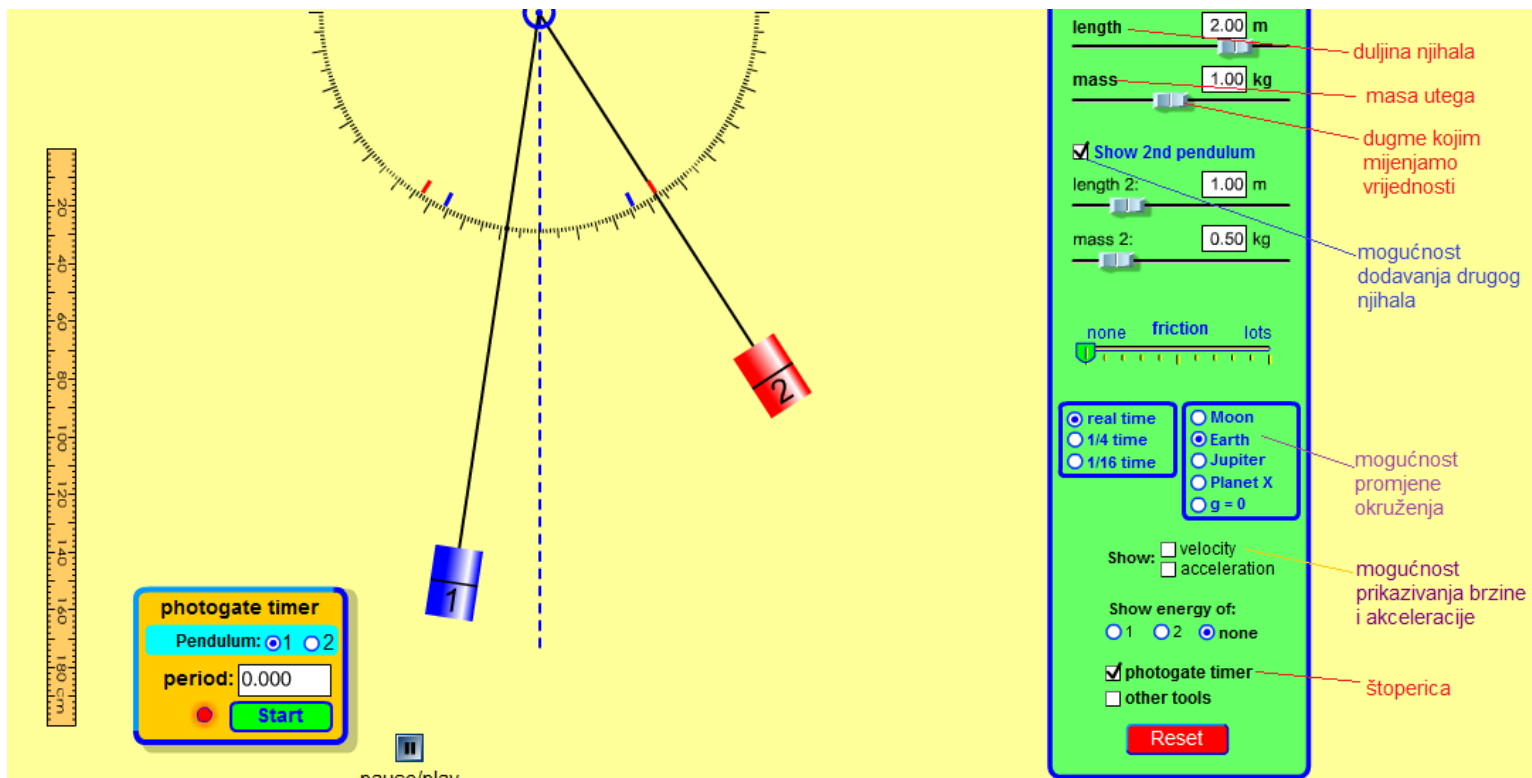 length 2.00 m
duljina njihala
mass 1.00 kg
masa utega
dugme kojim
mijenjamo
vrijednosti
Show 2nd pendulum
length 2: 1.00 m
mass 2: 0.50 kg
mogućnost
dodavanja drugog
njihala
none friction lots
real time
1/4 time
1/16 time
Moon
Earth
Jupiter
Planet X
g = 0
mogućnost
promjene
okruženja
Show: velocity
acceleration
mogućnost
prikazivanja brzine
i akceleracije
Show energy of:
1 2 none
photogate timer
štoperica
other tools
Reset
20
40
60
80
100
120
140
160
180 cm
1
2
photogate timer
Pendulum: 1 2
period: 0.000
Start
pause/play